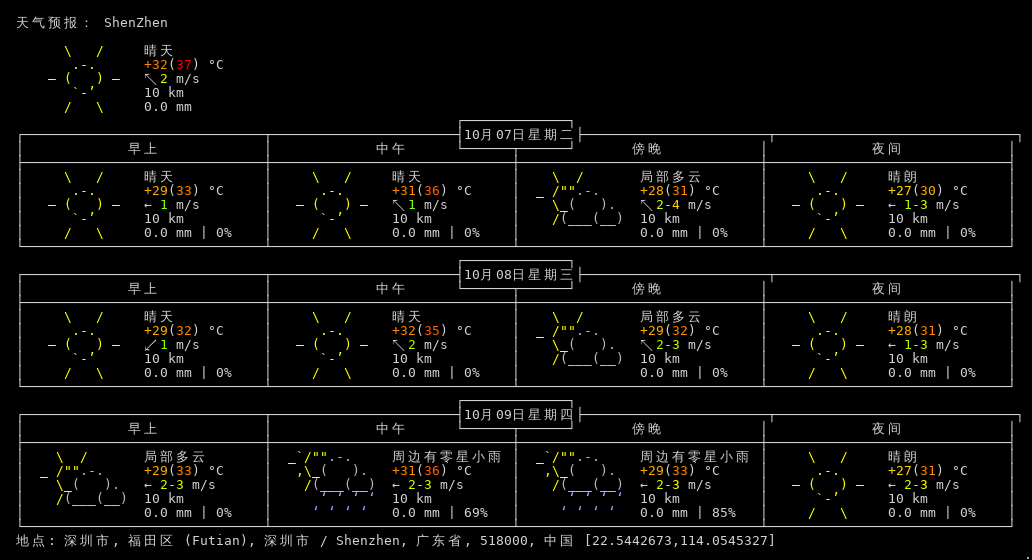 天气预报： ShenZhen
晴天
+32(37) °C
↖2 m/s
10 km
0.0 mm
10月07日星期二
早上 中午 傍晚 夜间
晴天 晴天 局部多云 晴朗
+29(33) °C +31(36) °C +28(31) °C +27(30) °C
← 1 m/s ↖1 m/s ↖2-4 m/s ← 1-3 m/s
10 km 10 km 10 km 10 km
0.0 mm | 0% 0.0 mm | 0% 0.0 mm | 0% 0.0 mm | 0%
10月08日星期三
早上 中午 傍晚 夜间
晴天 晴天 局部多云 晴朗
+29(32) °C +32(35) °C +29(32) °C +28(31) °C
↙1 m/s ↖2 m/s ↖2-3 m/s ← 1-3 m/s
10 km 10 km 10 km 10 km
0.0 mm | 0% 0.0 mm | 0% 0.0 mm | 0% 0.0 mm | 0%
10月09日星期四
早上 中午 傍晚 夜间
局部多云 周边有零星小雨 周边有零星小雨 晴朗
+29(33) °C +31(36) °C +29(33) °C +27(31) °C
← 2-3 m/s ← 2-3 m/s ← 2-3 m/s ← 2-3 m/s
10 km 10 km 10 km 10 km
0.0 mm | 0% 0.0 mm | 69% 0.0 mm | 85% 0.0 mm | 0%
地点: 深圳市, 福田区 (Futian), 深圳市 / Shenzhen, 广东省, 518000, 中国 [22.5442673,114.0545327]